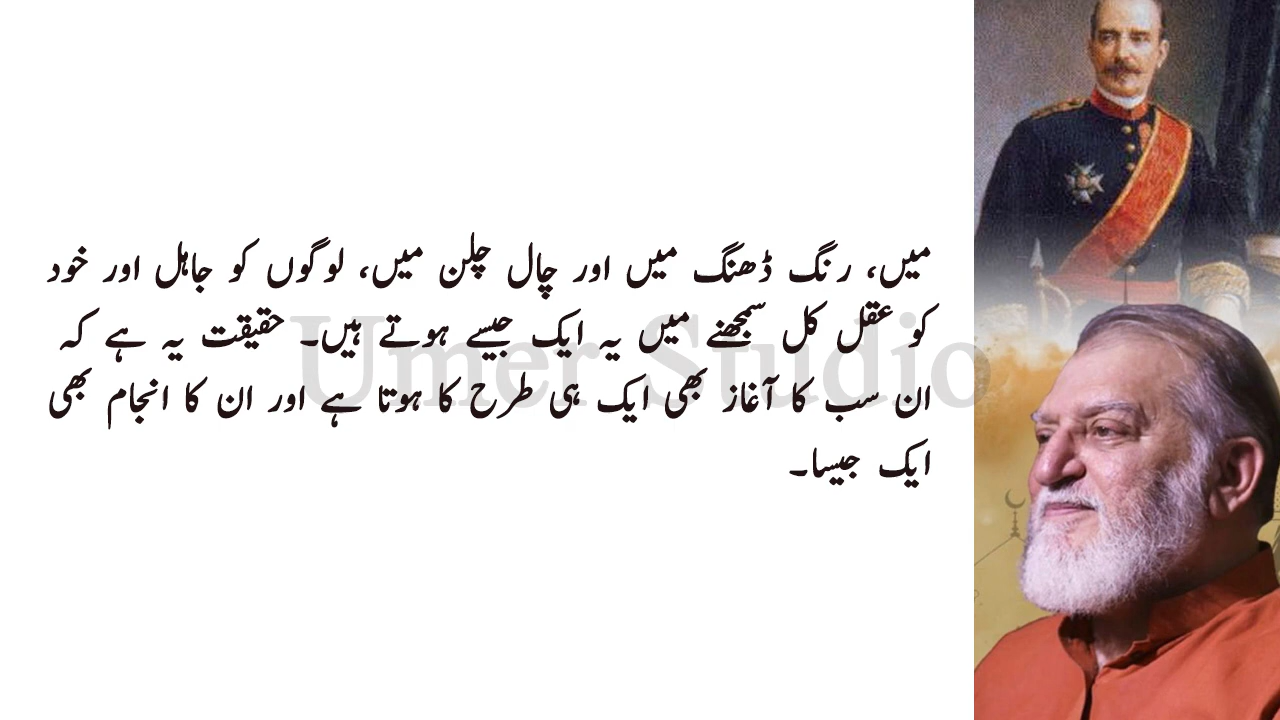 میں، رنگ ڈھنگ میں اور چال چلن میں، لوگوں کو جاہل اور خود
کو عقل کل سمجھنے میں یہ ایک جیسے ہوتے ہیں۔ حقیقت یہ ہے کہ
ان سب کا آغاز بھی ایک ہی طرح کا ہوتا ہے اور ان کا انجام بھی
ایک جیسا۔
Umer Studio